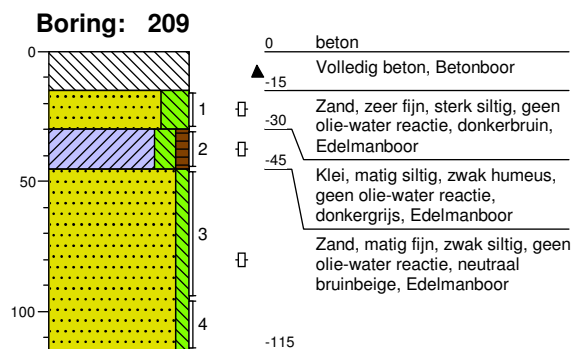 Boring: 209
0
0 beton
Volledig beton, Betonboor
-15
1
Zand, zeer fijn, sterk siltig, geen
olie-water reactie, donkerbruin,
Edelmanboor
-30
2
-45
Klei, matig siltig, zwak humeus,
geen olie-water reactie,
donkergrijs, Edelmanboor
50
3
Zand, matig fijn, zwak siltig, geen
olie-water reactie, neutraal
bruinbeige, Edelmanboor
100
4
-115